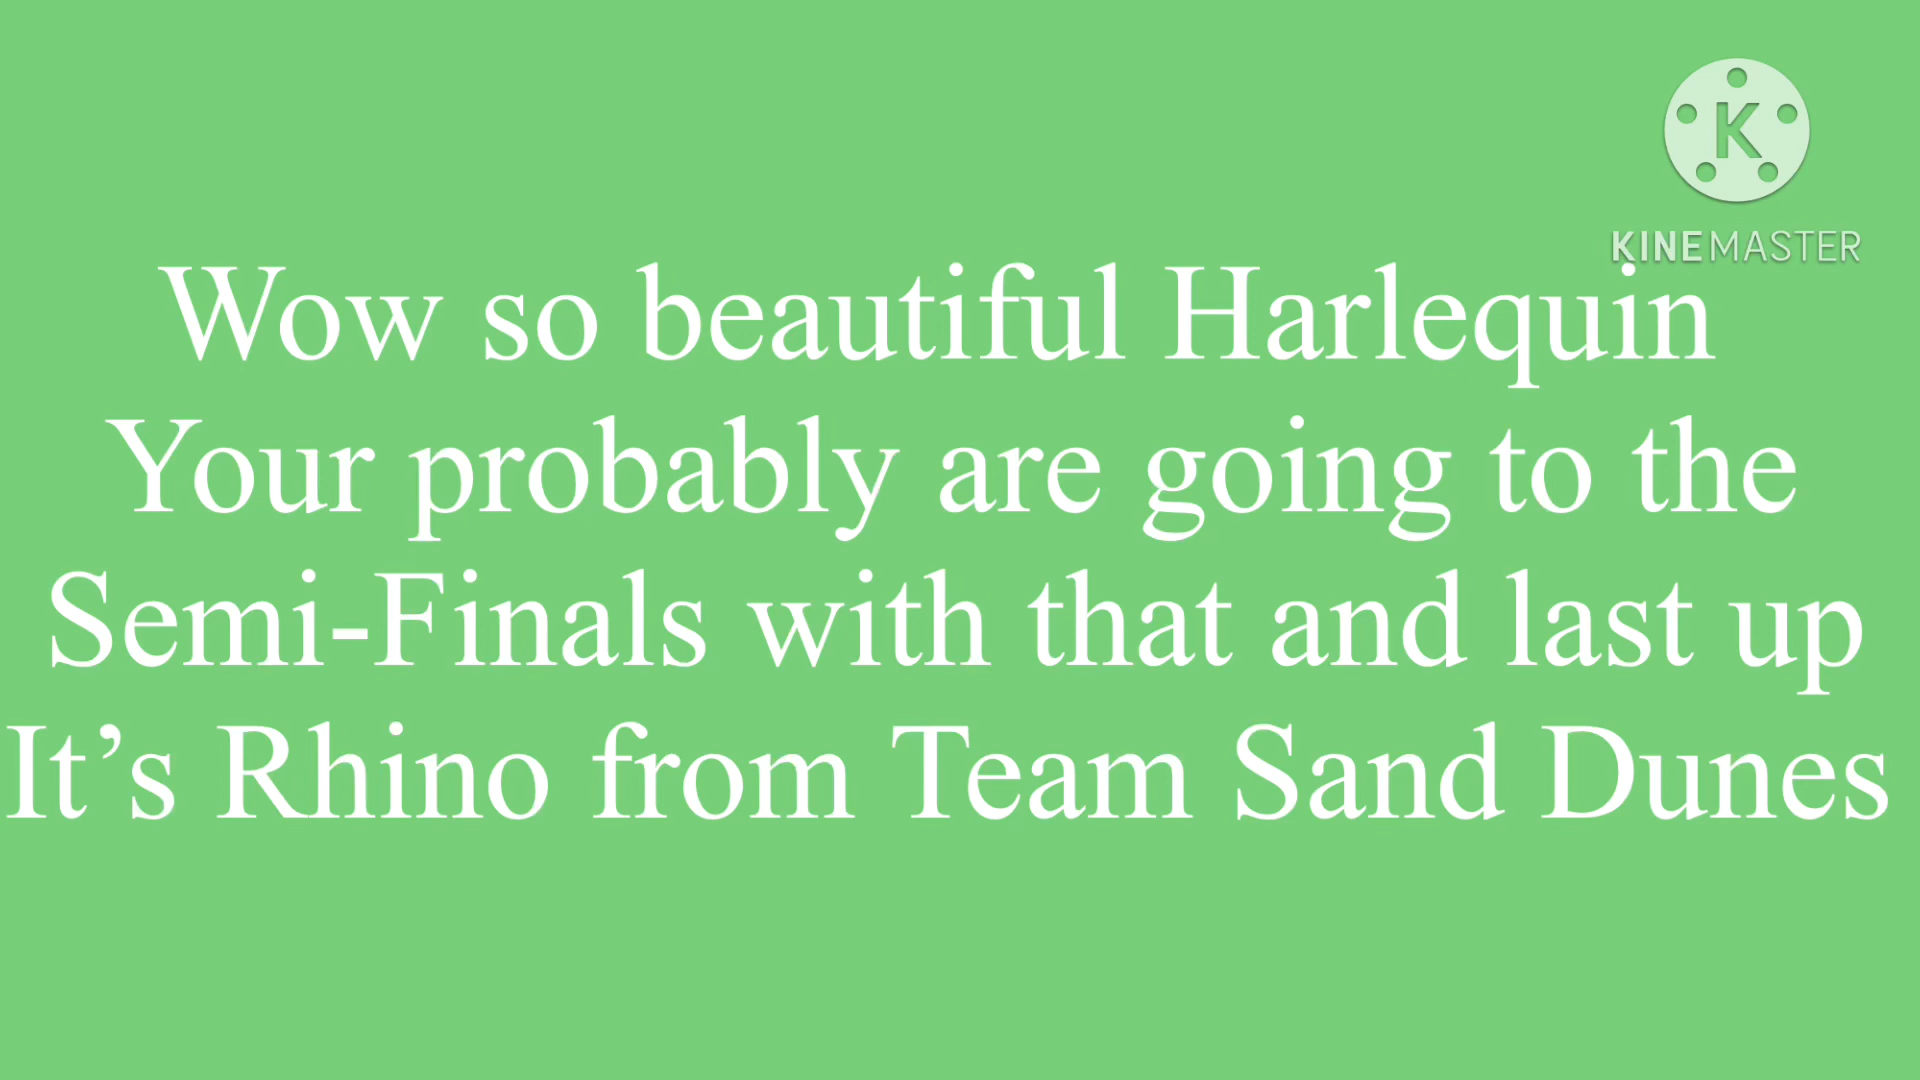 K
KINEMASTER
Wow so beautiful Harlequin
Your probably are going to the
Semi-Finals with that and last up
It’s Rhino from Team Sand Dunes